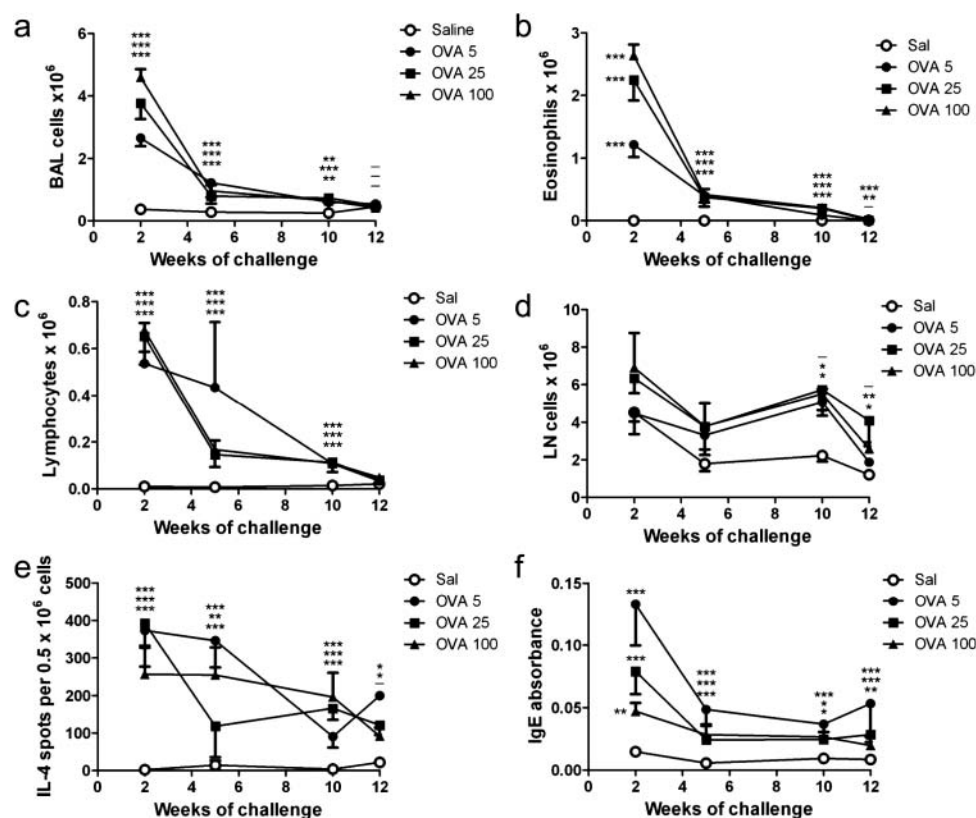 a
BAL cells x10⁶
6
4
2
0
***
***
***
***
***
***
**
***
**
–
–
–
0 2 4 6 8 10 12
Weeks of challenge
Saline
OVA 5
OVA 25
OVA 100
b
Eosinophils x 10⁶
3
2
1
0
***
***
***
***
***
***
***
***
***
***
**
–
0 2 4 6 8 10 12
Weeks of challenge
Sal
OVA 5
OVA 25
OVA 100
c
Lymphocytes x 10⁶
0.8
0.6
0.4
0.2
0.0
***
***
***
***
***
***
***
***
***
0 2 4 6 8 10 12
Weeks of challenge
Sal
OVA 5
OVA 25
OVA 100
d
LN cells x 10⁶
10
8
6
4
2
0
–
*
*
–
**
*
0 2 4 6 8 10 12
Weeks of challenge
Sal
OVA 5
OVA 25
OVA 100
e
IL-4 spots per 0.5 x 10⁶ cells
500
400
300
200
100
0
***
***
***
***
**
***
***
***
***
*
*
–
0 2 4 6 8 10 12
Weeks of challenge
Sal
OVA 5
OVA 25
OVA 100
f
IgE absorbance
0.15
0.10
0.05
0.00
***
***
**
***
***
***
***
*
*
***
***
**
0 2 4 6 8 10 12
Weeks of challenge
Sal
OVA 5
OVA 25
OVA 100